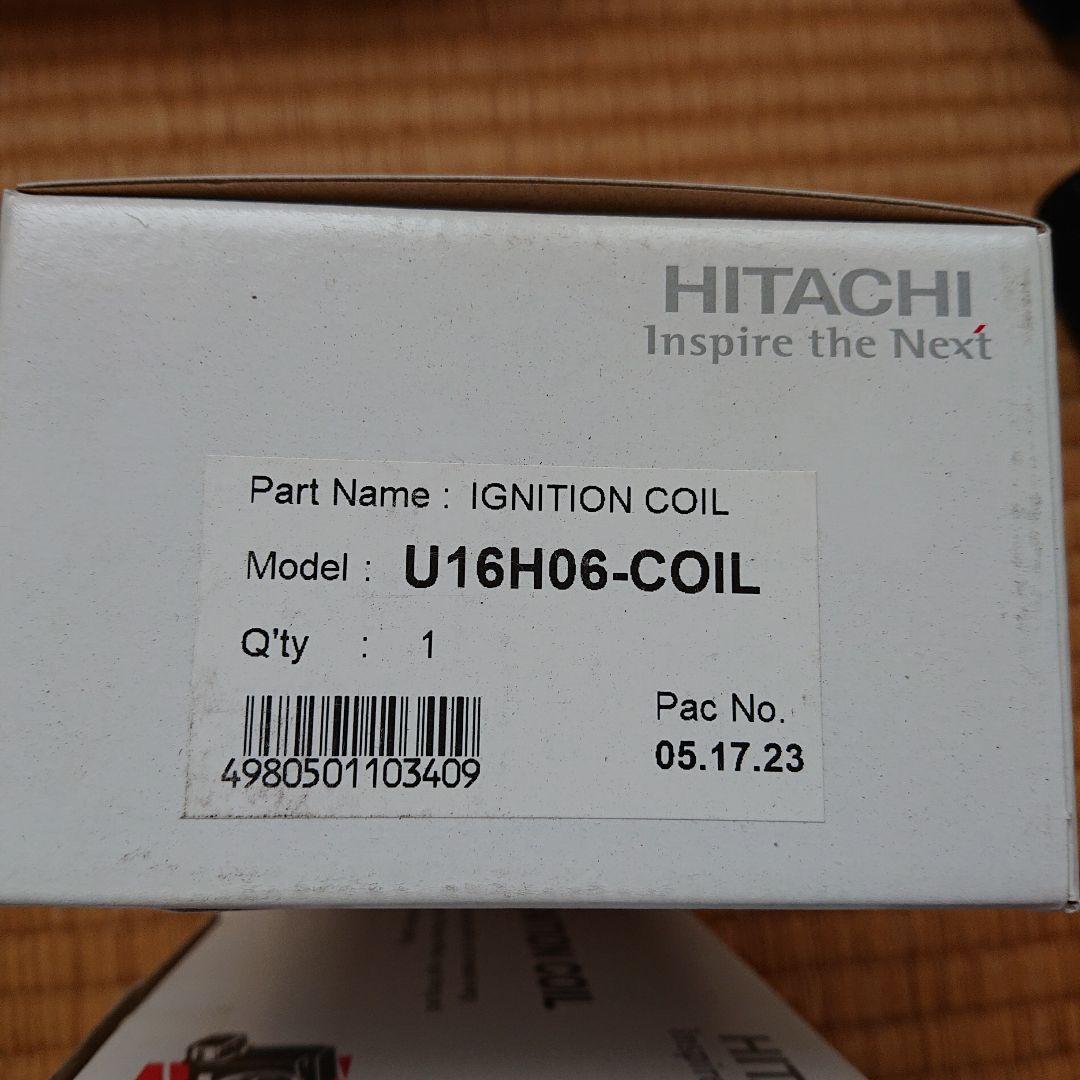 HITACHI
Inspire the Next
Part Name : IGNITION COIL
Model : U16H06-COIL
Q'ty : 1
Pac No.
05.17.23
4980501103409
IGNITION COIL